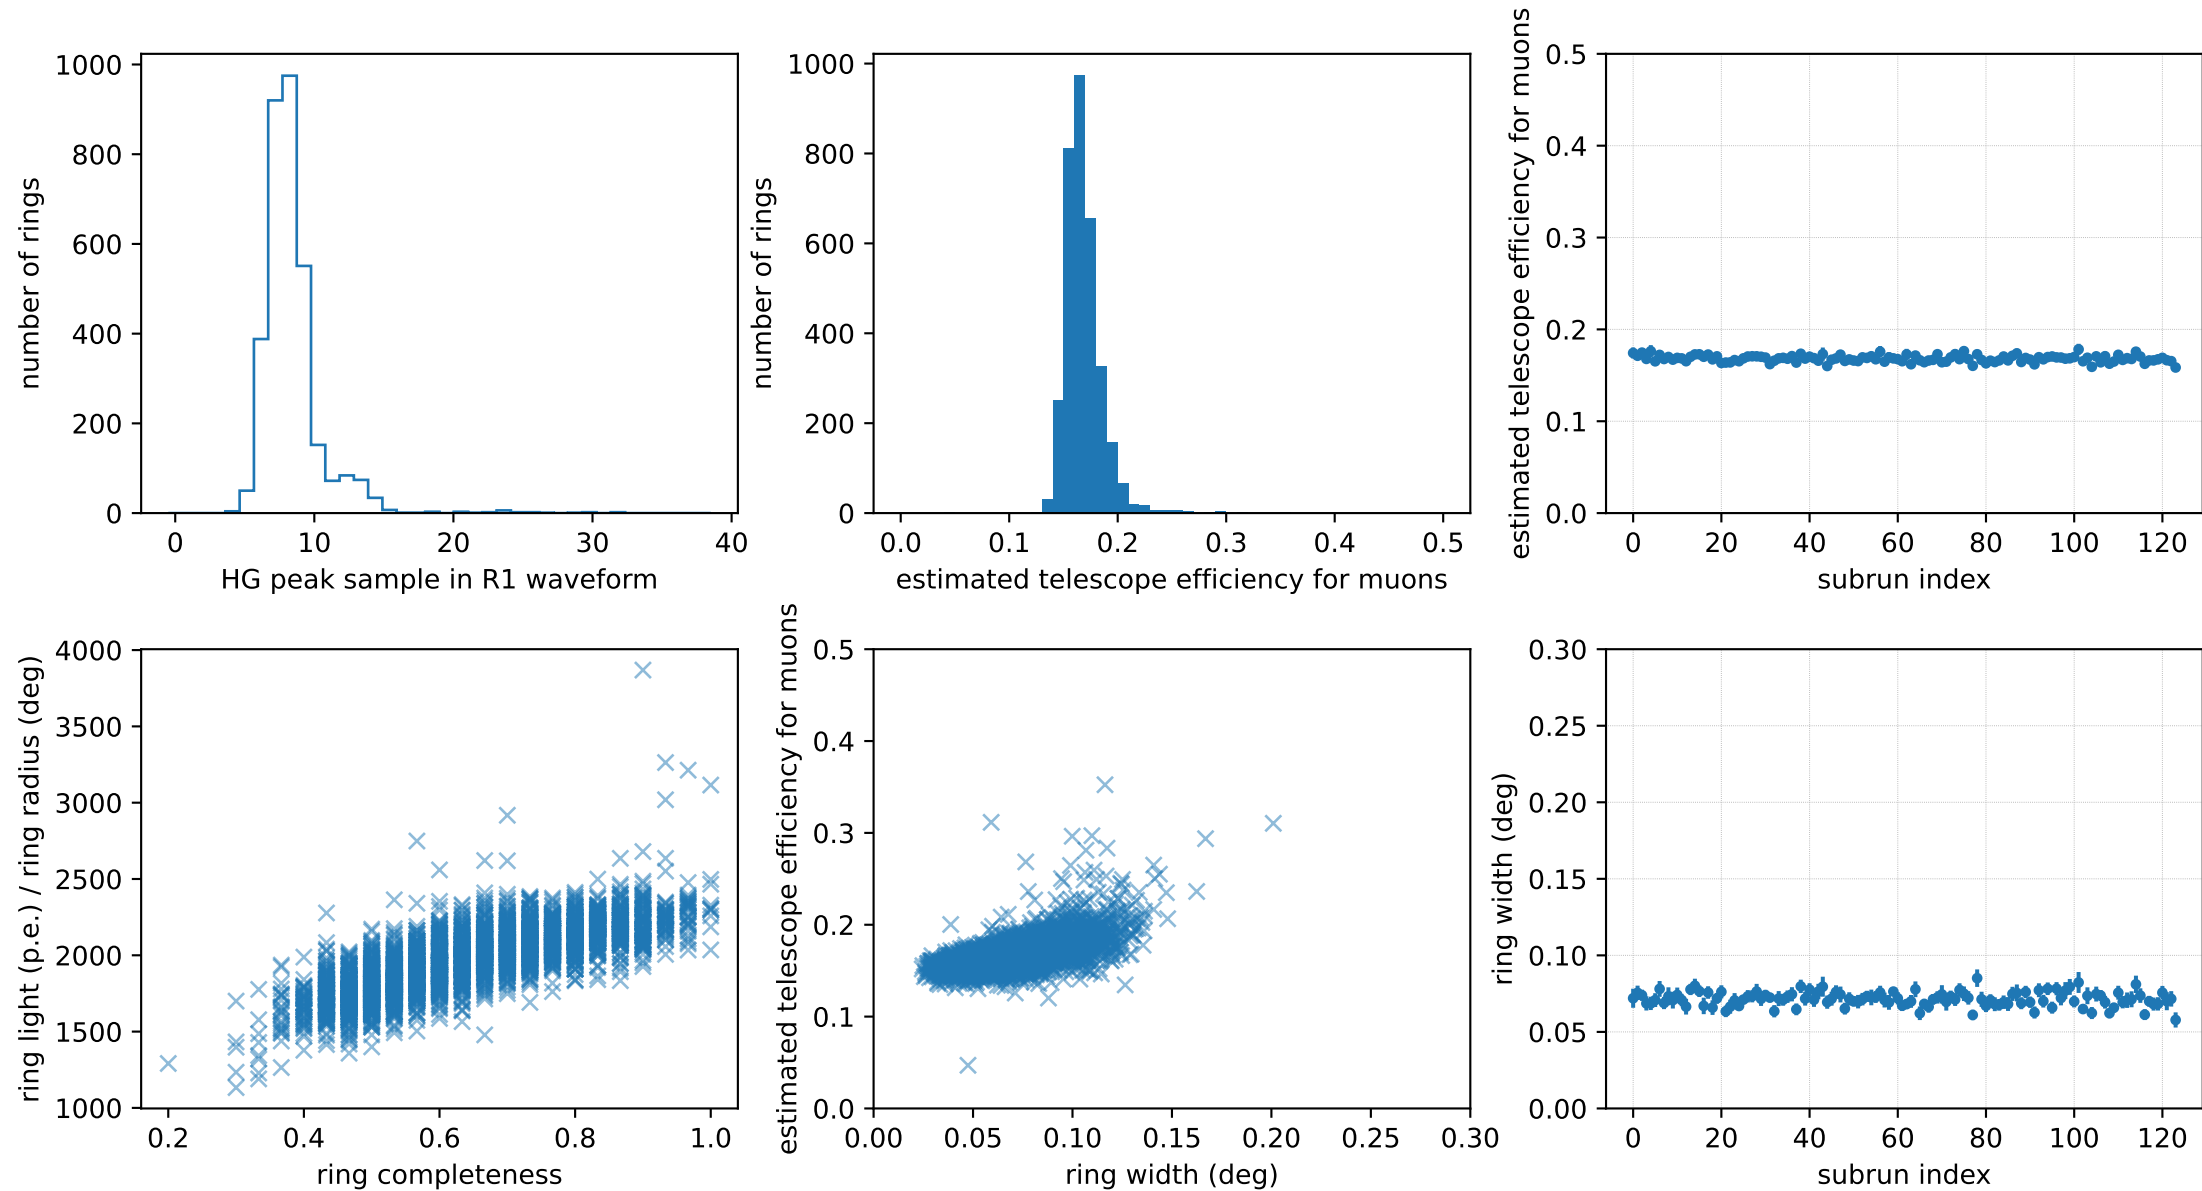 number of rings
1000
800
600
400
200
0
0 10 20 30 40
HG peak sample in R1 waveform
number of rings
1000
800
600
400
200
0
0.0 0.1 0.2 0.3 0.4 0.5
estimated telescope efficiency for muons
estimated telescope efficiency for muons
0.5
0.4
0.3
0.2
0.1
0.0
0 20 40 60 80 100 120
subrun index
ring light (p.e.) / ring radius (deg)
4000
3500
3000
2500
2000
1500
1000
0.2 0.4 0.6 0.8 1.0
ring completeness
estimated telescope efficiency for muons
0.5
0.4
0.3
0.2
0.1
0.0
0.00 0.05 0.10 0.15 0.20 0.25 0.30
ring width (deg)
ring width (deg)
0.30
0.25
0.20
0.15
0.10
0.05
0.00
0 20 40 60 80 100 120
subrun index